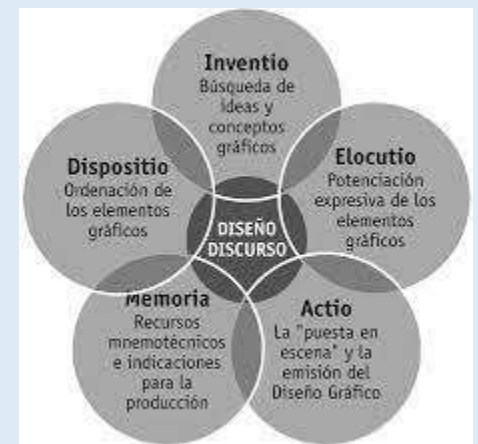 Inventio
Búsqueda de
ideas y
conceptos
gráficos
Dispositio
Ordenación de
los elementos
gráficos
Elocutio
Potenciación
expresiva de los
elementos
gráficos
DISEÑO
DISCURSO
Memoria
Recursos
mnemotécnicos
e indicaciones
para la
producción
Actio
La "puesta en
escena" y la
emisión del
Diseño Gráfico